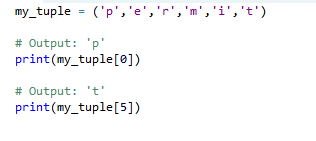 my_tuple = ('p','e','r','m','i','t')
# Output: 'p'
print(my_tuple[0])
# Output: 't'
print(my_tuple[5])